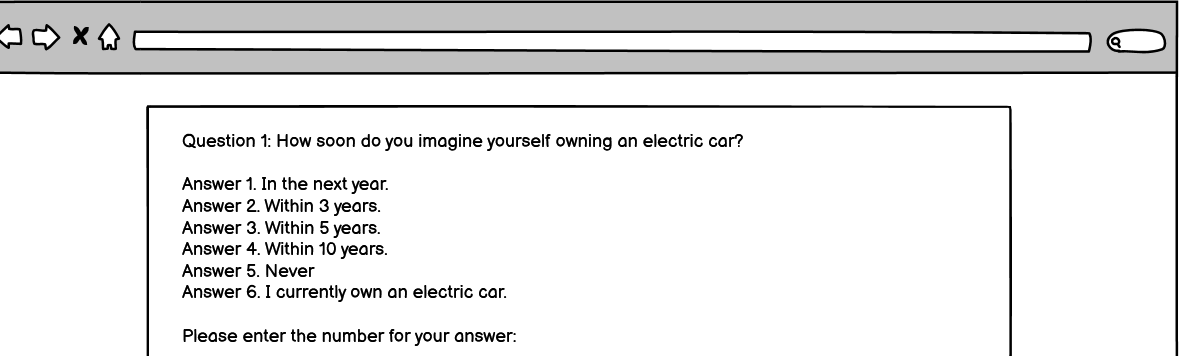 Question 1: How soon do you imagine yourself owning an electric car?
Answer 1. In the next year.
Answer 2. Within 3 years.
Answer 3. Within 5 years.
Answer 4. Within 10 years.
Answer 5. Never
Answer 6. I currently own an electric car.
Please enter the number for your answer: